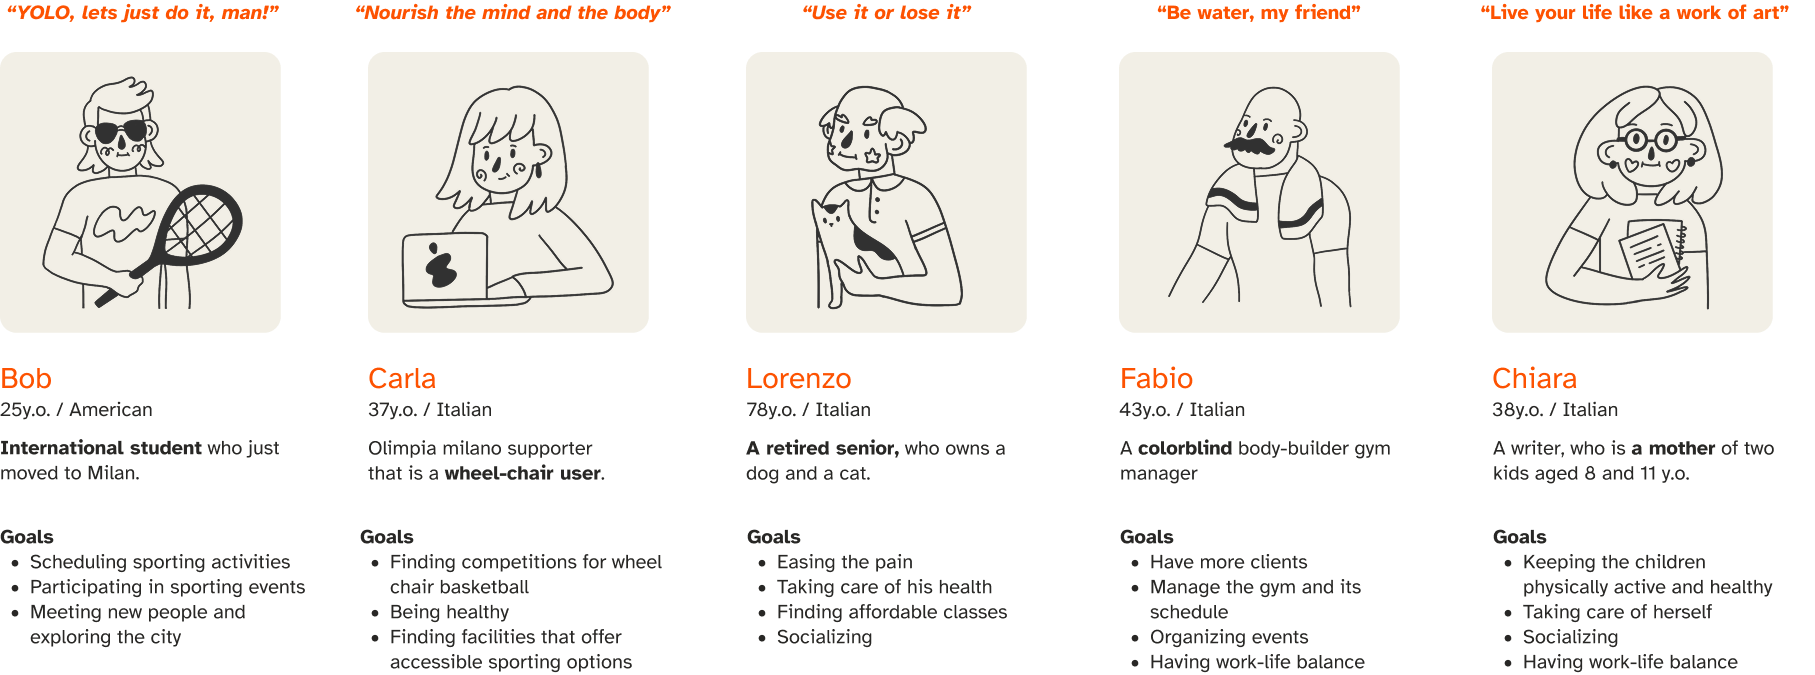 “YOLO, lets just do it, man!”
“Nourish the mind and the body”
“Use it or lose it”
“Be water, my friend”
“Live your life like a work of art”
Bob
25y.o. / American
International student who just
moved to Milan.
Goals
• Scheduling sporting activities
• Participating in sporting events
• Meeting new people and
exploring the city
Carla
37y.o. / Italian
Olimpia milano supporter
that is a wheel-chair user.
Goals
• Finding competitions for wheel
chair basketball
• Being healthy
• Finding facilities that offer
accessible sporting options
Lorenzo
78y.o. / Italian
A retired senior, who owns a
dog and a cat.
Goals
• Easing the pain
• Taking care of his health
• Finding affordable classes
• Socializing
Fabio
43y.o. / Italian
A colorblind body-builder gym
manager
Goals
• Have more clients
• Manage the gym and its
schedule
• Organizing events
• Having work-life balance
Chiara
38y.o. / Italian
A writer, who is a mother of two
kids aged 8 and 11 y.o.
Goals
• Keeping the children
physically active and healthy
• Taking care of herself
• Socializing
• Having work-life balance